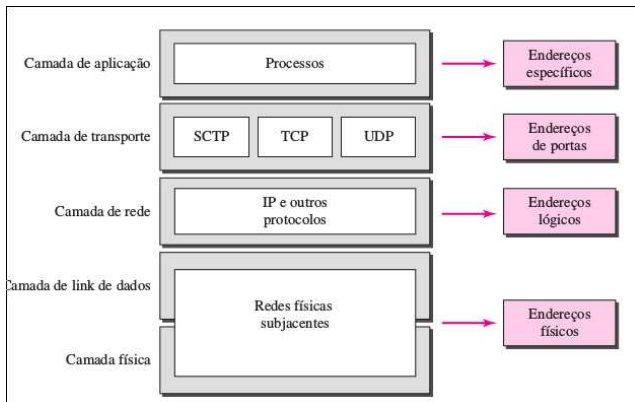 Camada de aplicação
Processos
Endereços
específicos
Camada de transporte
SCTP
TCP
UDP
Endereços
de portas
Camada de rede
IP e outros
protocolos
Endereços
lógicos
Camada de link de dados
Redes físicas
subjacentes
Endereços
físicos
Camada física